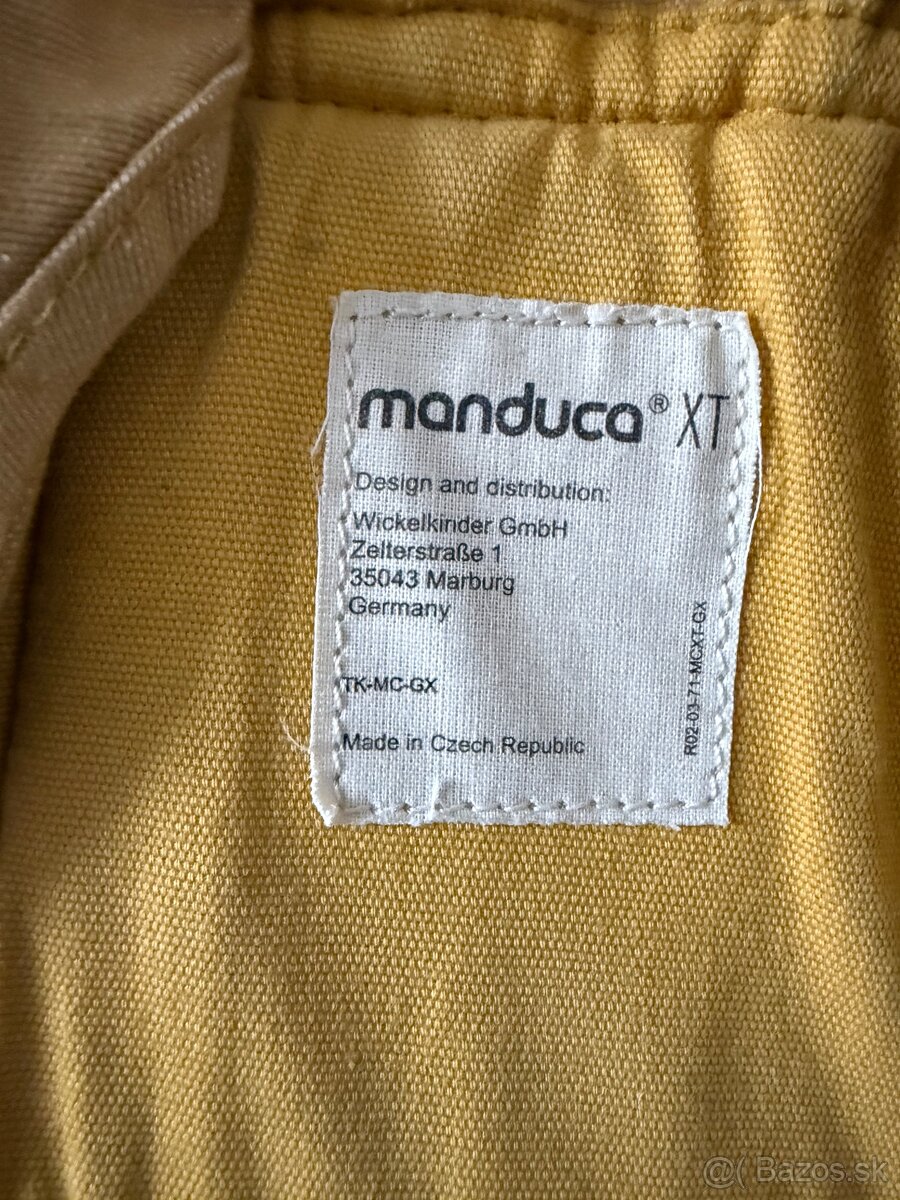 manduca® XT
Design and distribution:
Wickelkinder GmbH
Zelterstraße 1
35043 Marburg
Germany
TK-MC-GX
Made in Czech Republic
R02-03-71-MCXT-GX
@( Bazos.sk